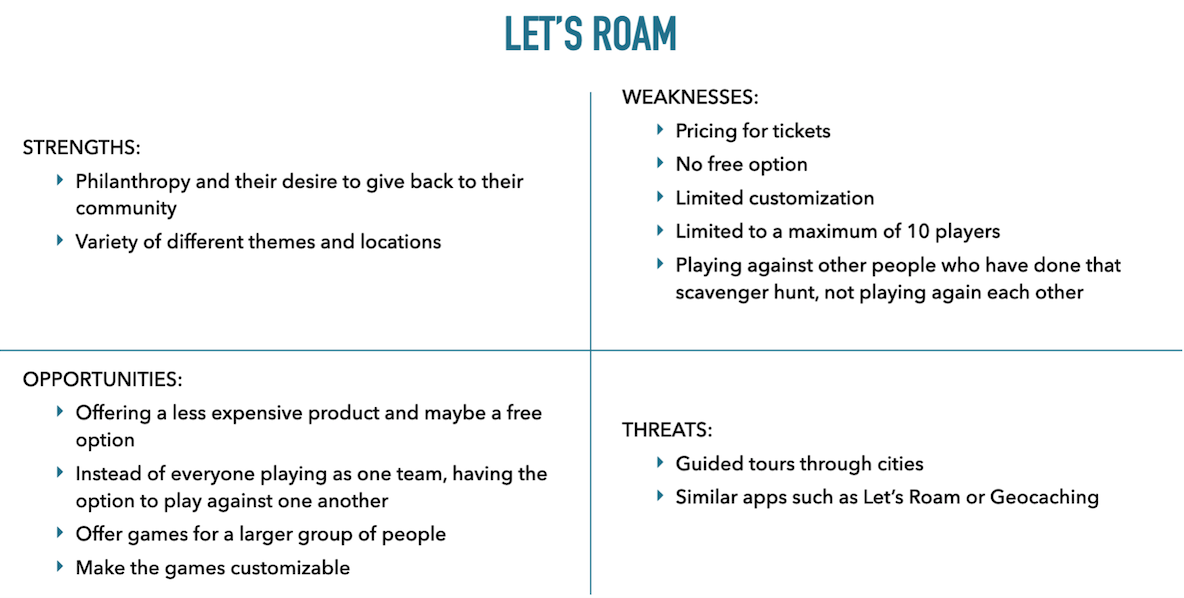 LET'S ROAM
STRENGTHS:
Philanthropy and their desire to give back to their
community
Variety of different themes and locations
WEAKNESSES:
Pricing for tickets
No free option
Limited customization
Limited to a maximum of 10 players
Playing against other people who have done that
scavenger hunt, not playing again each other
OPPORTUNITIES:
Offering a less expensive product and maybe a free
option
Instead of everyone playing as one team, having the
option to play against one another
Offer games for a larger group of people
Make the games customizable
THREATS:
Guided tours through cities
Similar apps such as Let's Roam or Geocaching